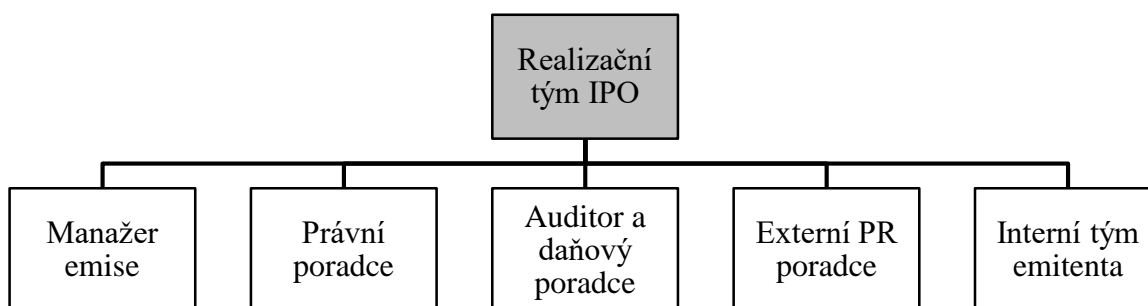 Realizační
tým IPO
Manažer
emise
Právní
poradce
Auditor a
daňový
poradce
Externí PR
poradce
Interní tým
emitenta